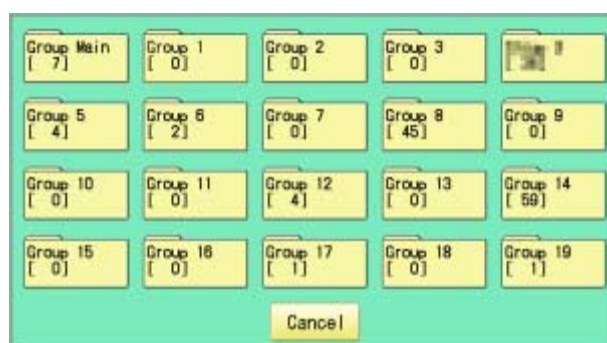 Group Main
[ 7]
Group 1
[ 0]
Group 2
[ 0]
Group 3
[ 0]
Group 5
[ 4]
Group 6
[ 2]
Group 7
[ 0]
Group 8
[ 45]
Group 9
[ 0]
Group 10
[ 0]
Group 11
[ 0]
Group 12
[ 4]
Group 13
[ 0]
Group 14
[ 59]
Group 15
[ 0]
Group 16
[ 0]
Group 17
[ 1]
Group 18
[ 0]
Group 19
[ 1]
Cancel